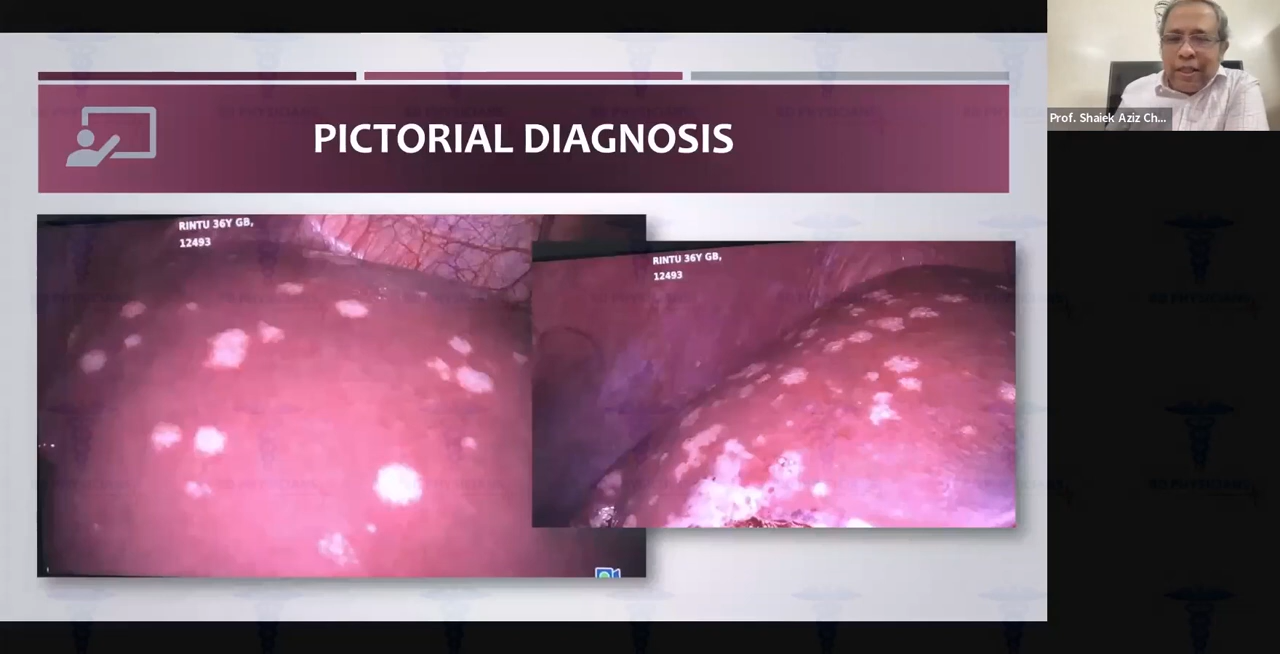 PICTORIAL DIAGNOSIS
RINTU 36Y GB,
12493
RINTU 36Y GB,
12493
Prof. Shaiek Aziz Ch...